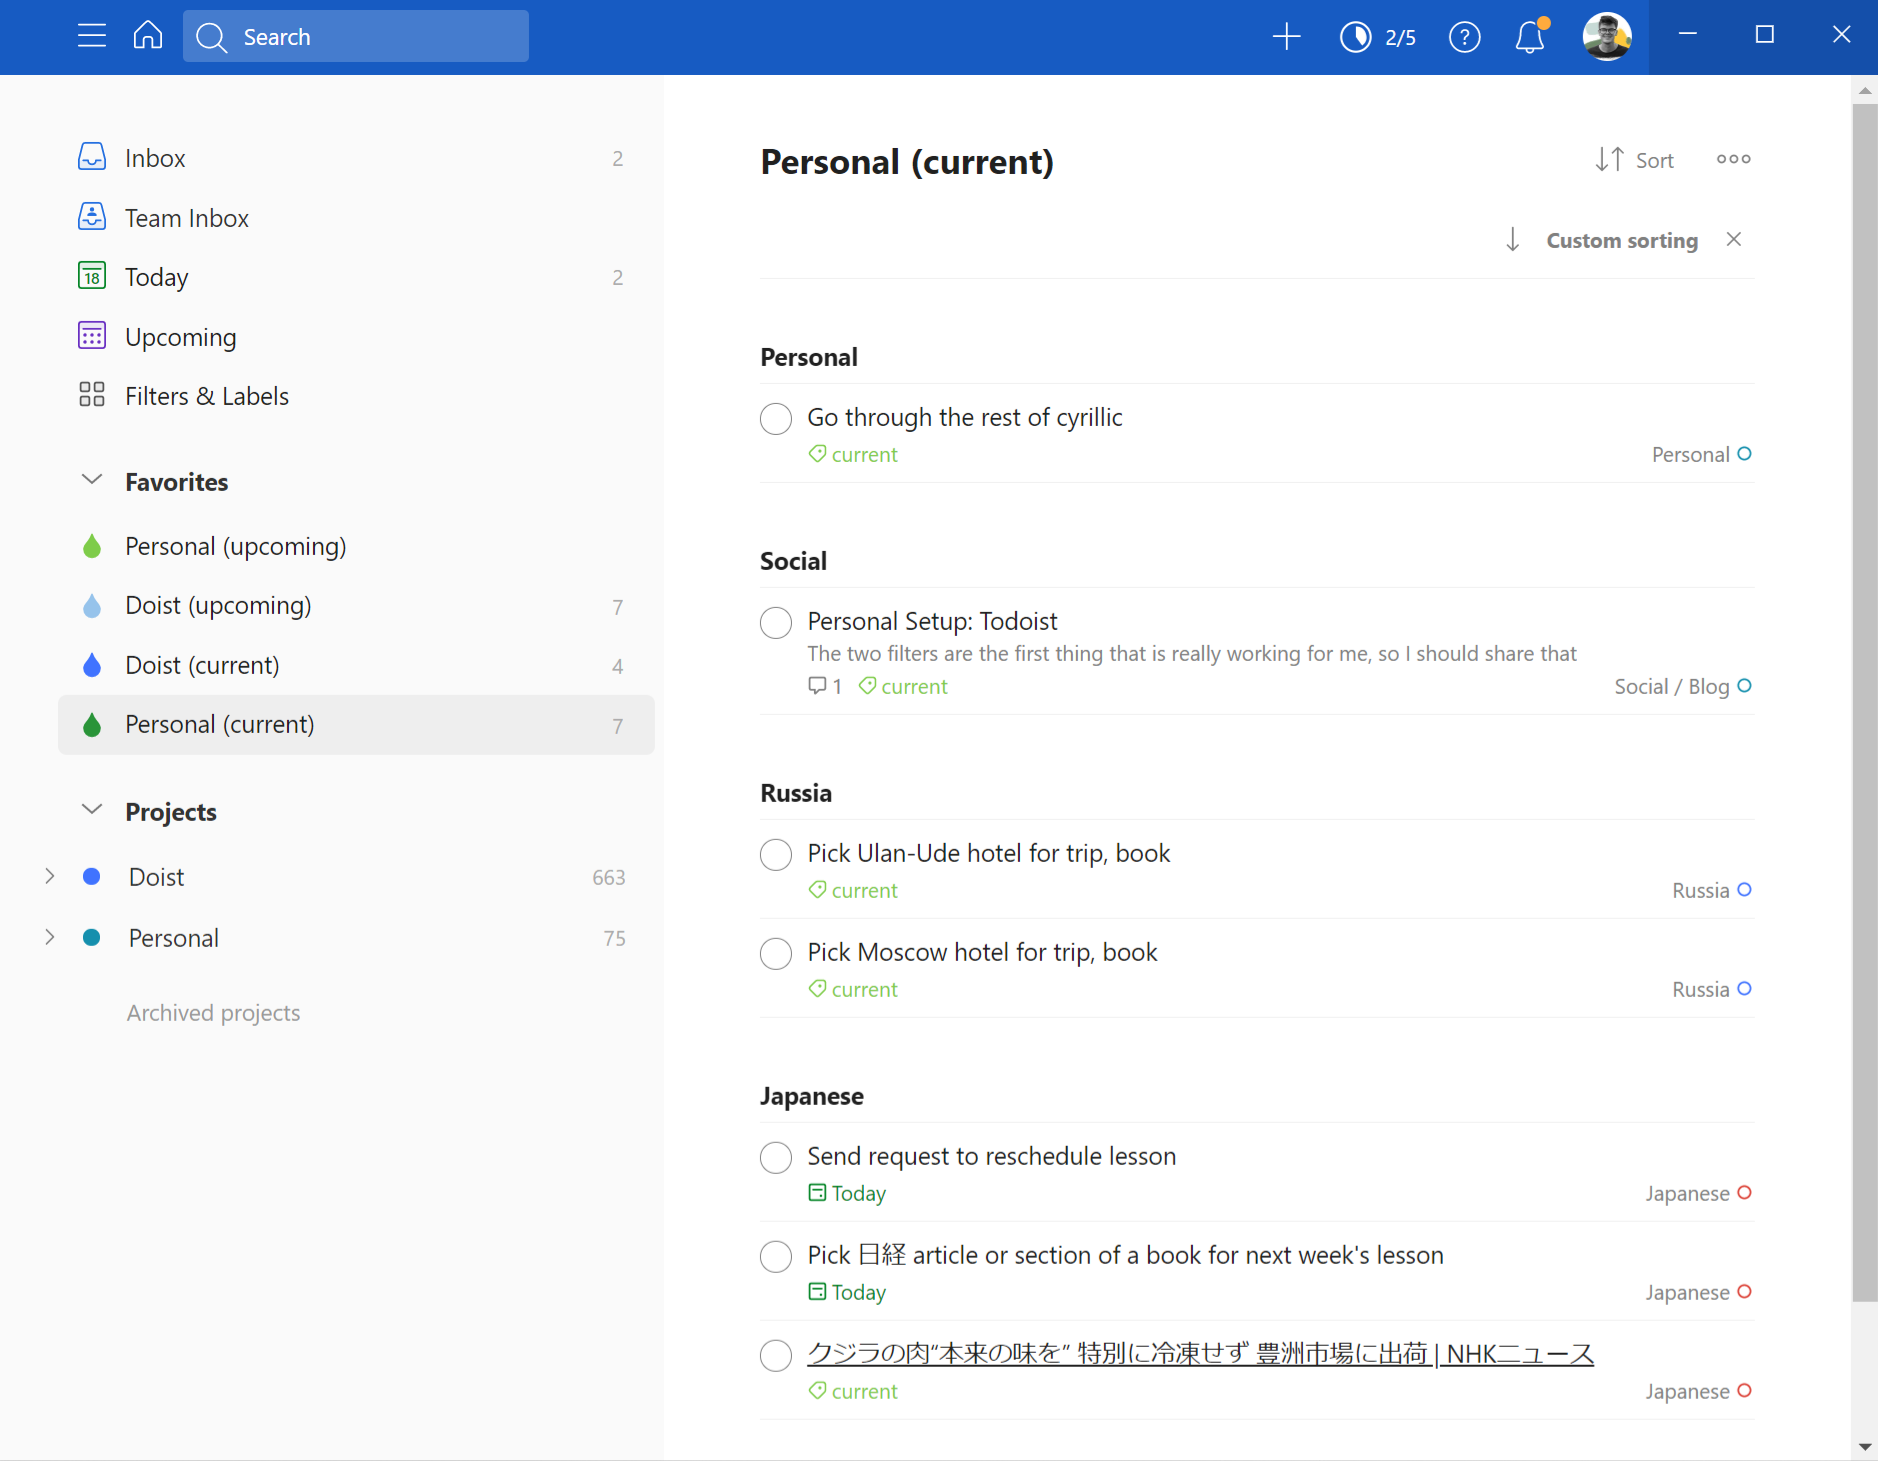 Search
2/5
?
Inbox 2
Team Inbox
18 Today 2
Upcoming
Filters & Labels
Favorites
Personal (upcoming)
Doist (upcoming) 7
Doist (current) 4
Personal (current) 7
Projects
Doist 663
Personal 75
Archived projects
Personal (current)
Sort
Custom sorting
Personal
Go through the rest of cyrillic
current Personal
Social
Personal Setup: Todoist
The two filters are the first thing that is really working for me, so I should share that
1 current Social / Blog
Russia
Pick Ulan-Ude hotel for trip, book
current Russia
Pick Moscow hotel for trip, book
current Russia
Japanese
Send request to reschedule lesson
Today Japanese
Pick 日経 article or section of a book for next week's lesson
Today Japanese
クジラの肉“本来の味を” 特別に冷凍せず 豊洲市場に出荷 | NHKニュース
current Japanese